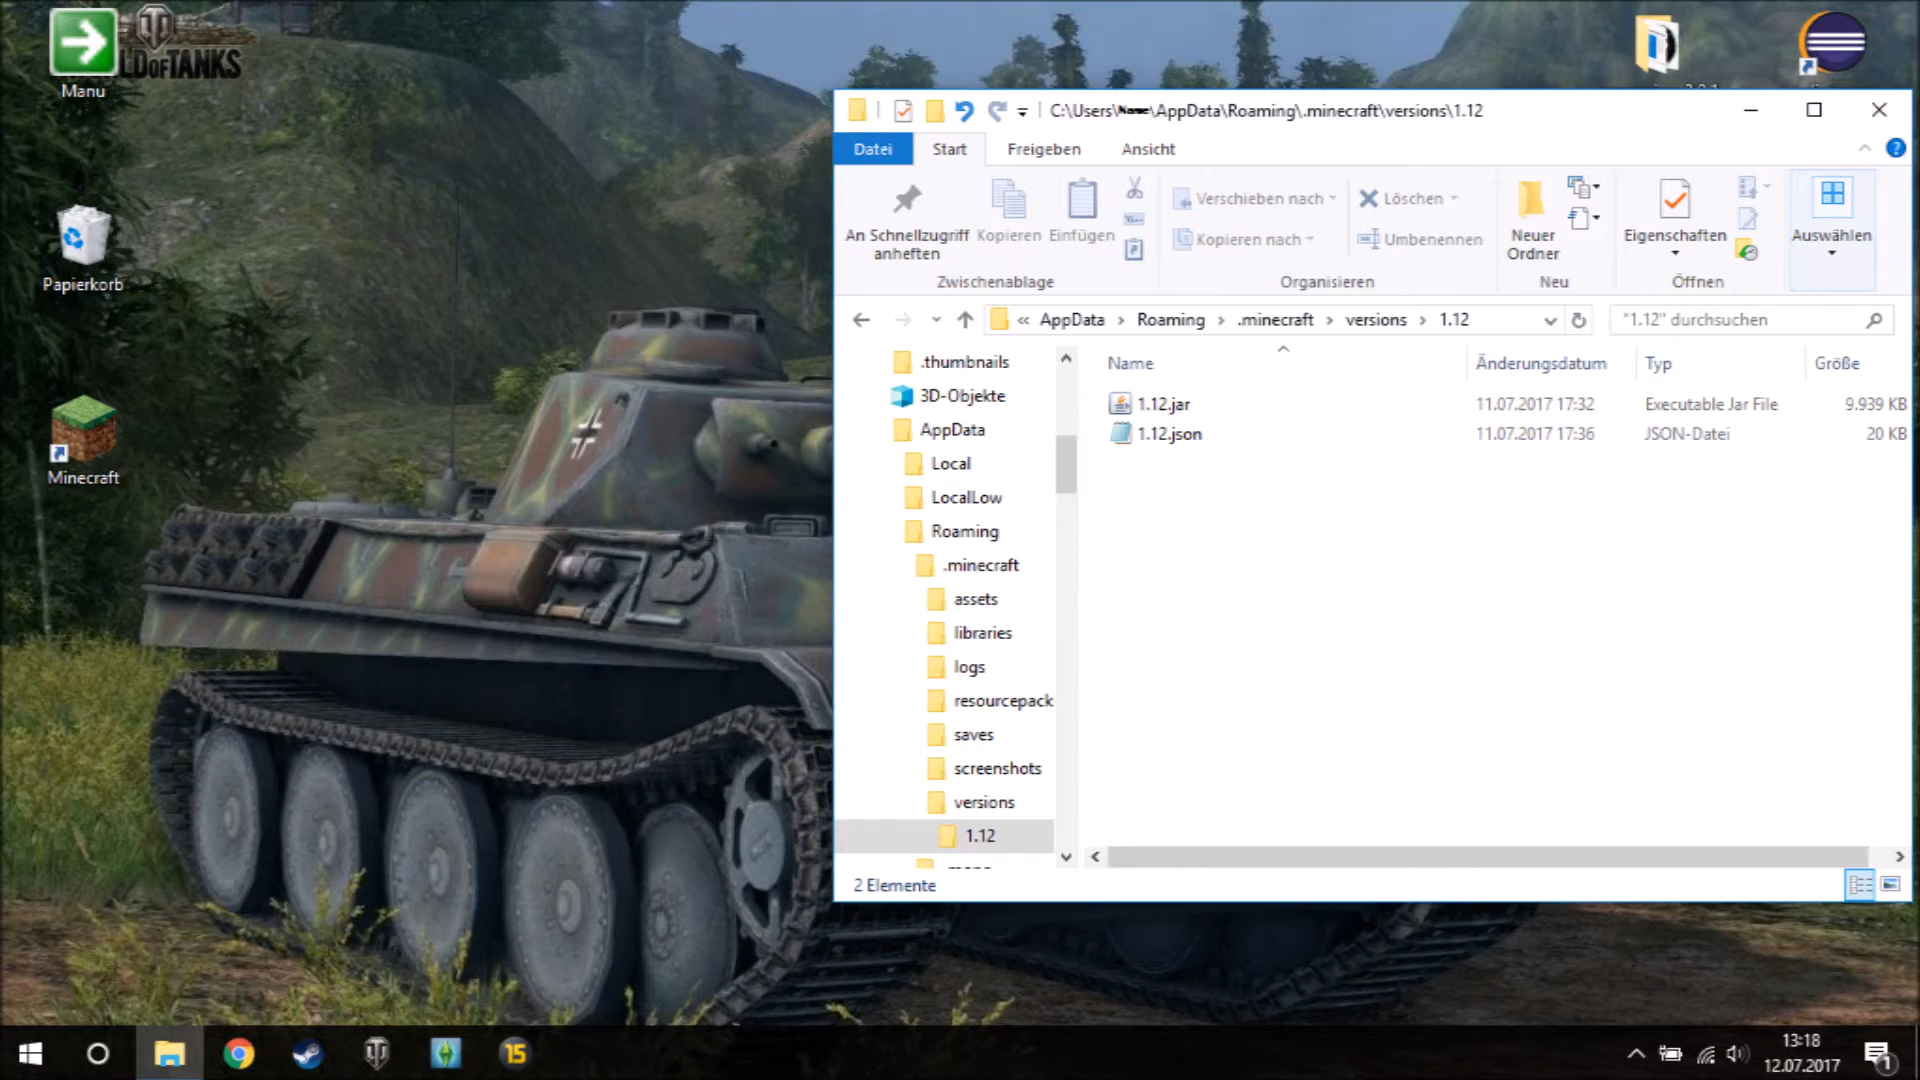 LD OF TANKS
Manu
Papierkorb
Minecraft
C:\Users\ \AppData\Roaming\.minecraft\versions\1.12
Datei Start Freigeben Ansicht
An Schnellzugriff anheften
Kopieren
Einfügen
Verschieben nach
Kopieren nach
Löschen
Umbenennen
Neuer
Ordner
Eigenschaften
Auswählen
Zwischenablage Organisieren Neu Öffnen
« AppData › Roaming › .minecraft › versions › 1.12
"1.12" durchsuchen
.thumbnails
3D-Objekte
AppData
Local
LocalLow
Roaming
.minecraft
assets
libraries
logs
resourcepack
saves
screenshots
versions
1.12
Name Änderungsdatum Typ Größe
1.12.jar 11.07.2017 17:32 Executable Jar File 9.939 KB
1.12.json 11.07.2017 17:36 JSON-Datei 20 KB
2 Elemente
15
13:18
12.07.2017
1